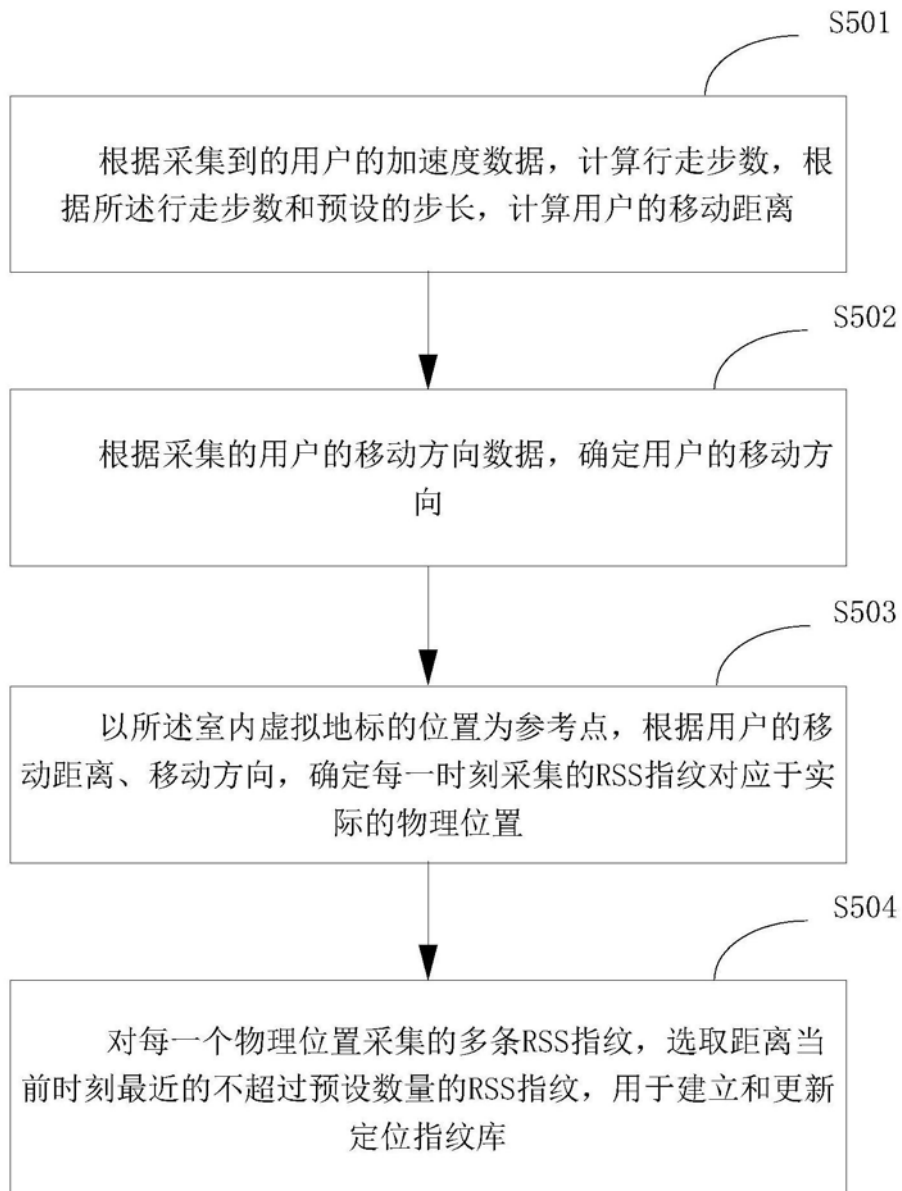 S501
根据采集到的用户的加速度数据，计算行走步数，根
据所述行走步数和预设的步长，计算用户的移动距离
S502
根据采集的用户的移动方向数据，确定用户的移动方
向
S503
以所述室内虚拟地标的位置为参考点，根据用户的移
动距离、移动方向，确定每一时刻采集的RSS指纹对应于实
际的物理位置
S504
对每一个物理位置采集的多条RSS指纹，选取距离当
前时刻最近的不超过预设数量的RSS指纹，用于建立和更新
定位指纹库